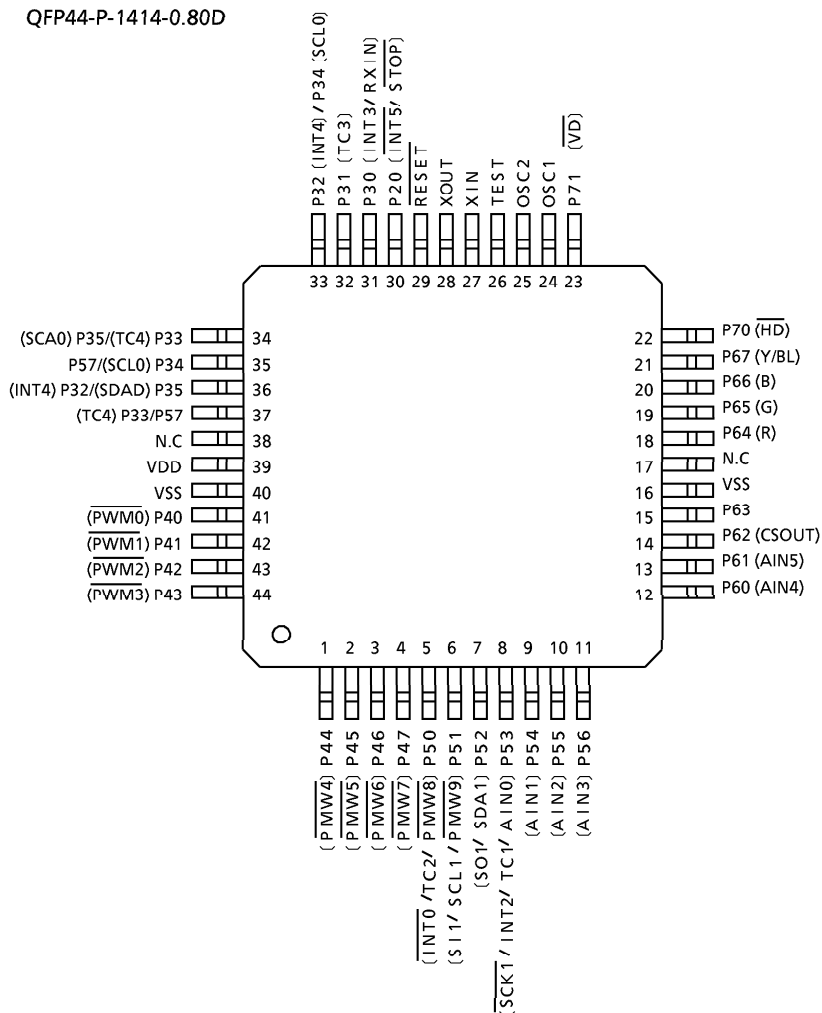 QFP44-P-1414-0.80D
P32 (INT4) / P34 (SCL0)
P31 (TC3)
P30 (INT3/ RXIN)
P20 (INT5/ STOP)
RESET
XOUT
XIN
TEST
OSC2
OSC1
P71 (VD)
33 32 31 30 29 28 27 26 25 24 23
(SCA0) P35/(TC4) P33 34
P57/(SCL0) P34 35
(INT4) P32/(SDAD) P35 36
(TC4) P33/P57 37
N.C 38
VDD 39
VSS 40
(PWM0) P40 41
(PWM1) P41 42
(PWM2) P42 43
(PWM3) P43 44
22 P70 (HD)
21 P67 (Y/BL)
20 P66 (B)
19 P65 (G)
18 P64 (R)
17 N.C
16 VSS
15 P63
14 P62 (CSOUT)
13 P61 (AIN5)
12 P60 (AIN4)
1 2 3 4 5 6 7 8 9 10 11
(PMW4) P44
(PMW5) P45
(PMW6) P46
(PMW7) P47
(INT0 /TC2/ PMW8) P50
(SI1/ SCL1 / PMW9) P51
(SO1/ SDA1) P52
(SCK1 / INT2/ TC1/ AIN0) P53
(AIN1) P54
(AIN2) P55
(AIN3) P56